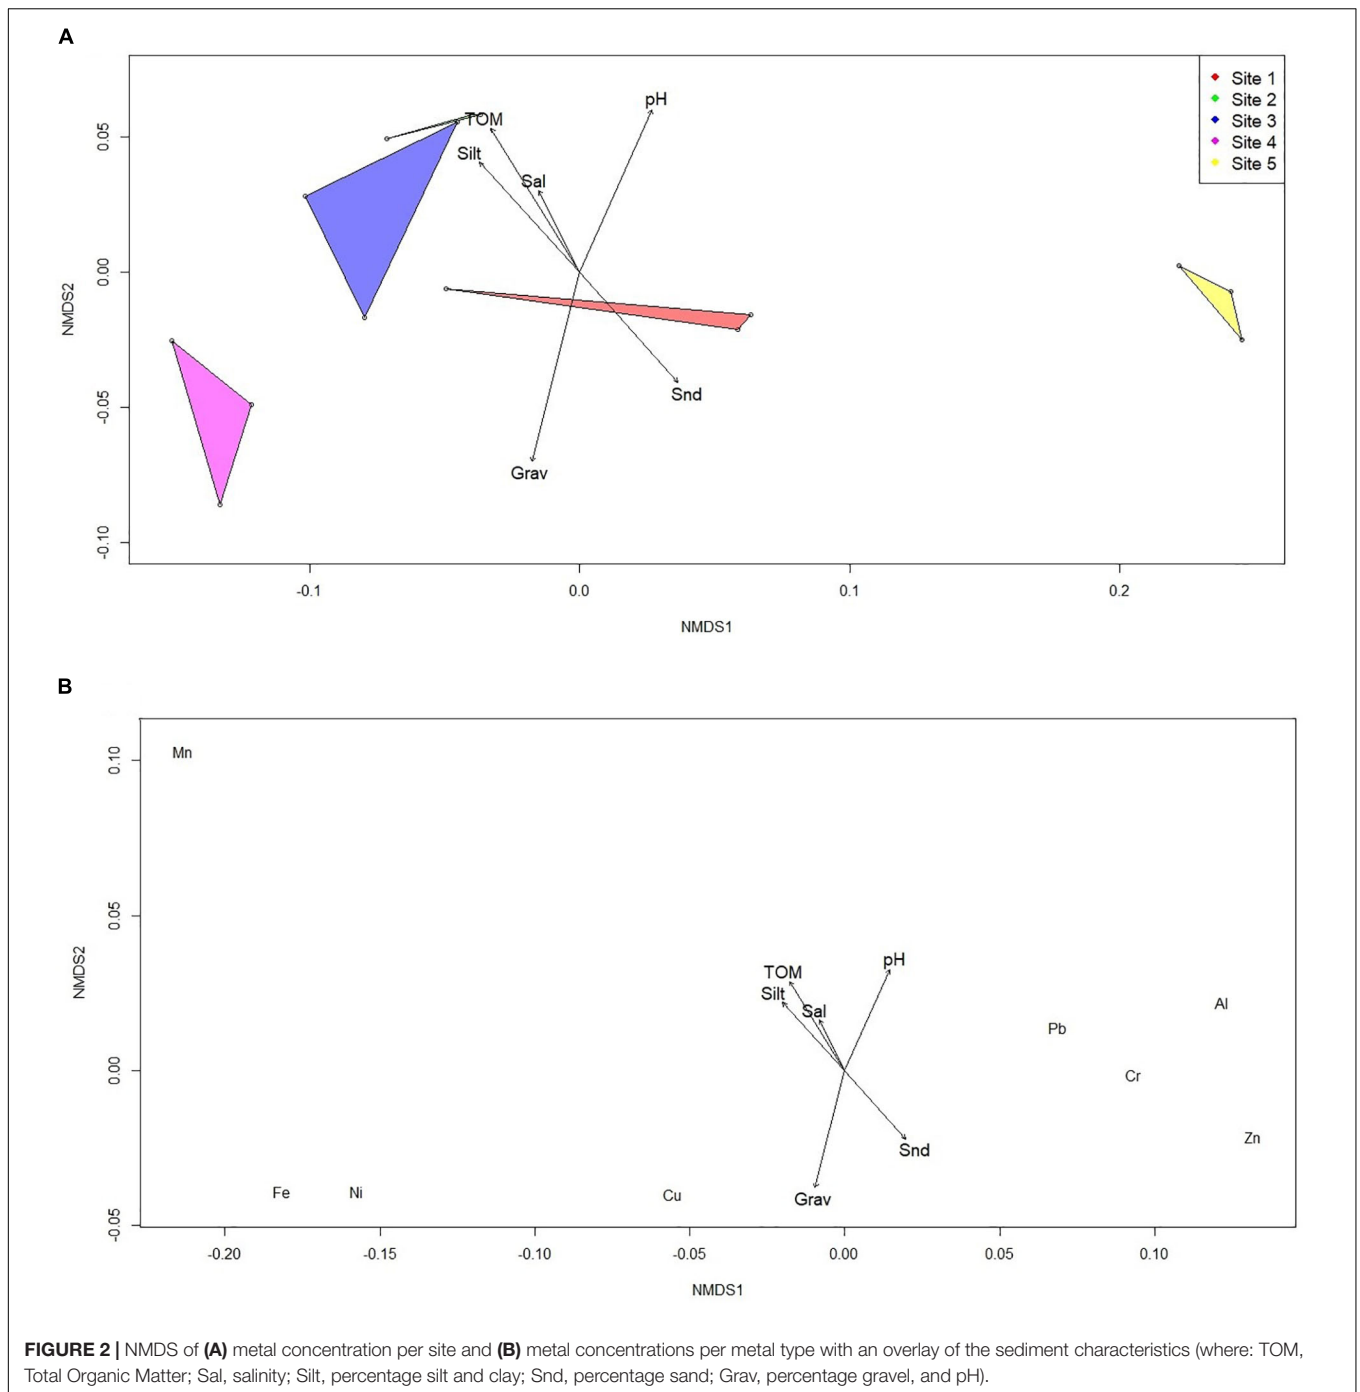 A
Site 1
Site 2
Site 3
Site 4
Site 5
pH
TOM
Silt
Sal
Snd
Grav
0.05
0.00
-0.05
-0.10
NMDS2
-0.1
0.0
0.1
0.2
NMDS1
B
Mn
pH
TOM
Silt
Sal
Al
Pb
Cr
Zn
Snd
Grav
Fe
Ni
Cu
0.10
0.05
0.00
-0.05
NMDS2
-0.20
-0.15
-0.10
-0.05
0.00
0.05
0.10
NMDS1
FIGURE 2 | NMDS of (A) metal concentration per site and (B) metal concentrations per metal type with an overlay of the sediment characteristics (where: TOM,
Total Organic Matter; Sal, salinity; Silt, percentage silt and clay; Snd, percentage sand; Grav, percentage gravel, and pH).